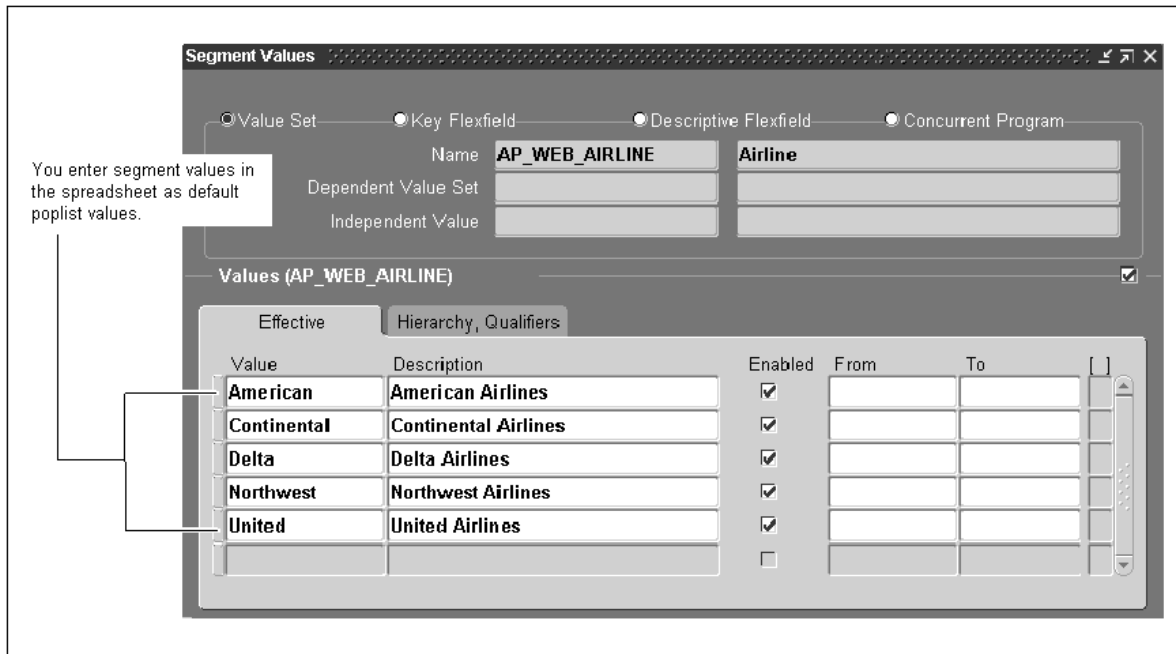 Segment Values
Value Set Key Flexfield Descriptive Flexfield Concurrent Program
You enter segment values in
the spreadsheet as default
poplist values.
Name AP_WEB_AIRLINE Airline
Dependent Value Set
Independent Value
Values (AP_WEB_AIRLINE)
Effective Hierarchy, Qualifiers
Value Description Enabled From To [ ]
American American Airlines
Continental Continental Airlines
Delta Delta Airlines
Northwest Northwest Airlines
United United Airlines